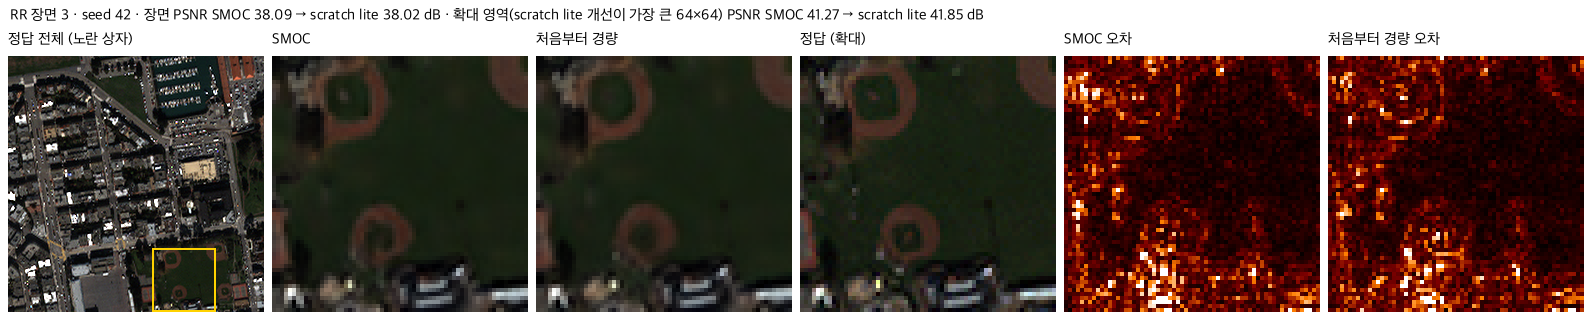 RR 장면 3 · seed 42 · 장면 PSNR SMOC 38.09 → scratch lite 38.02 dB · 확대 영역(scratch lite 개선이 가장 큰 64×64) PSNR SMOC 41.27 → scratch lite 41.85 dB
정답 전체 (노란 상자)
SMOC
처음부터 경량
정답 (확대)
SMOC 오차
처음부터 경량 오차